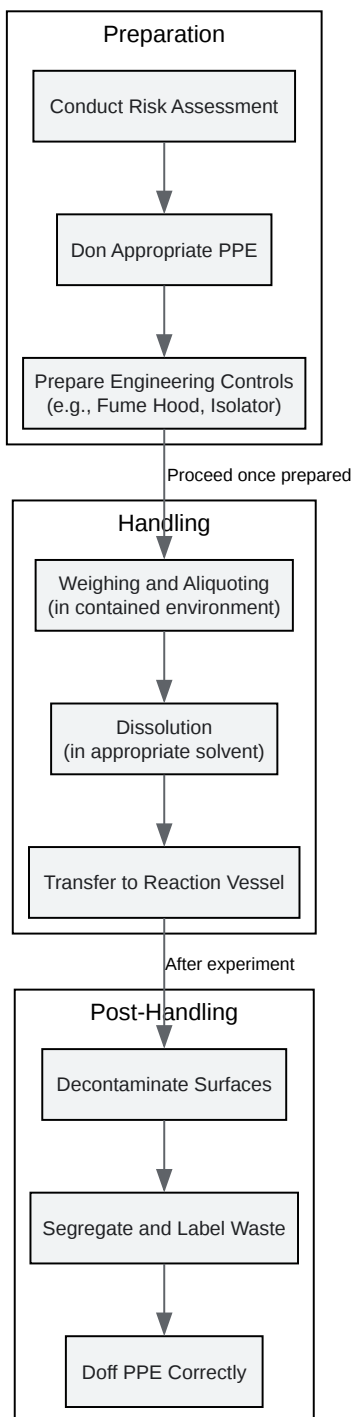 Preparation
Conduct Risk Assessment
Don Appropriate PPE
Prepare Engineering Controls
(e.g., Fume Hood, Isolator)
Proceed once prepared
Handling
Weighing and Aliquoting
(in contained environment)
Dissolution
(in appropriate solvent)
Transfer to Reaction Vessel
After experiment
Post-Handling
Decontaminate Surfaces
Segregate and Label Waste
Doff PPE Correctly